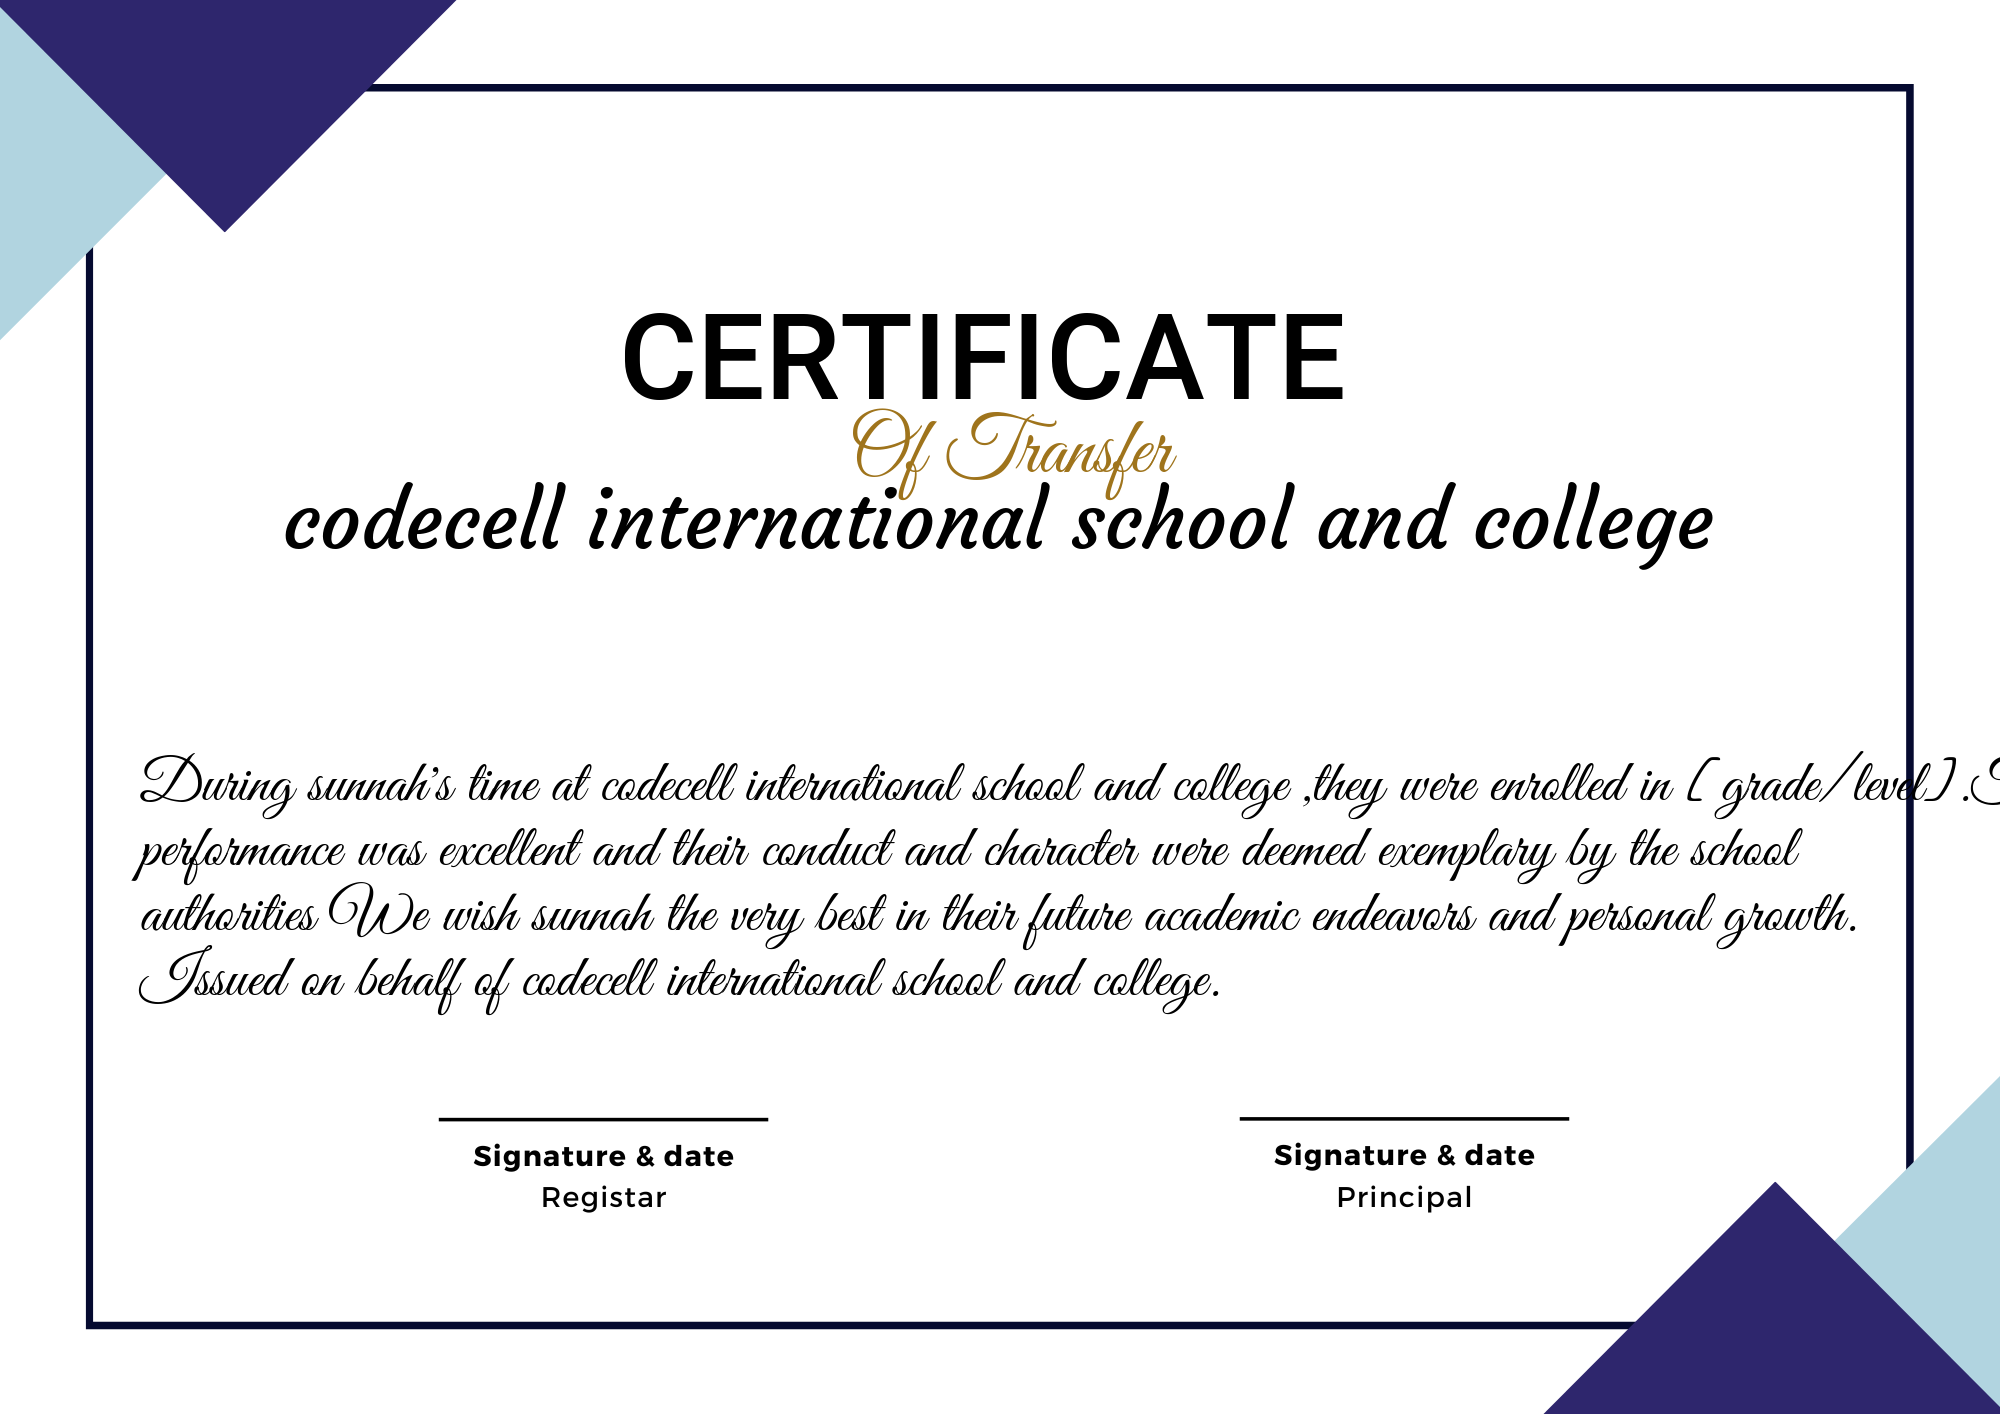 CERTIFICATE
Of Transfer
codecell international school and college
During sunnah's time at codecell international school and college ,they were enrolled in [ grade/level] .
performance was excellent and their conduct and character were deemed exemplary by the school
authorities We wish sunnah the very best in their future academic endeavors and personal growth.
Issued on behalf of codecell international school and college.
Signature & date
Registar
Signature & date
Principal